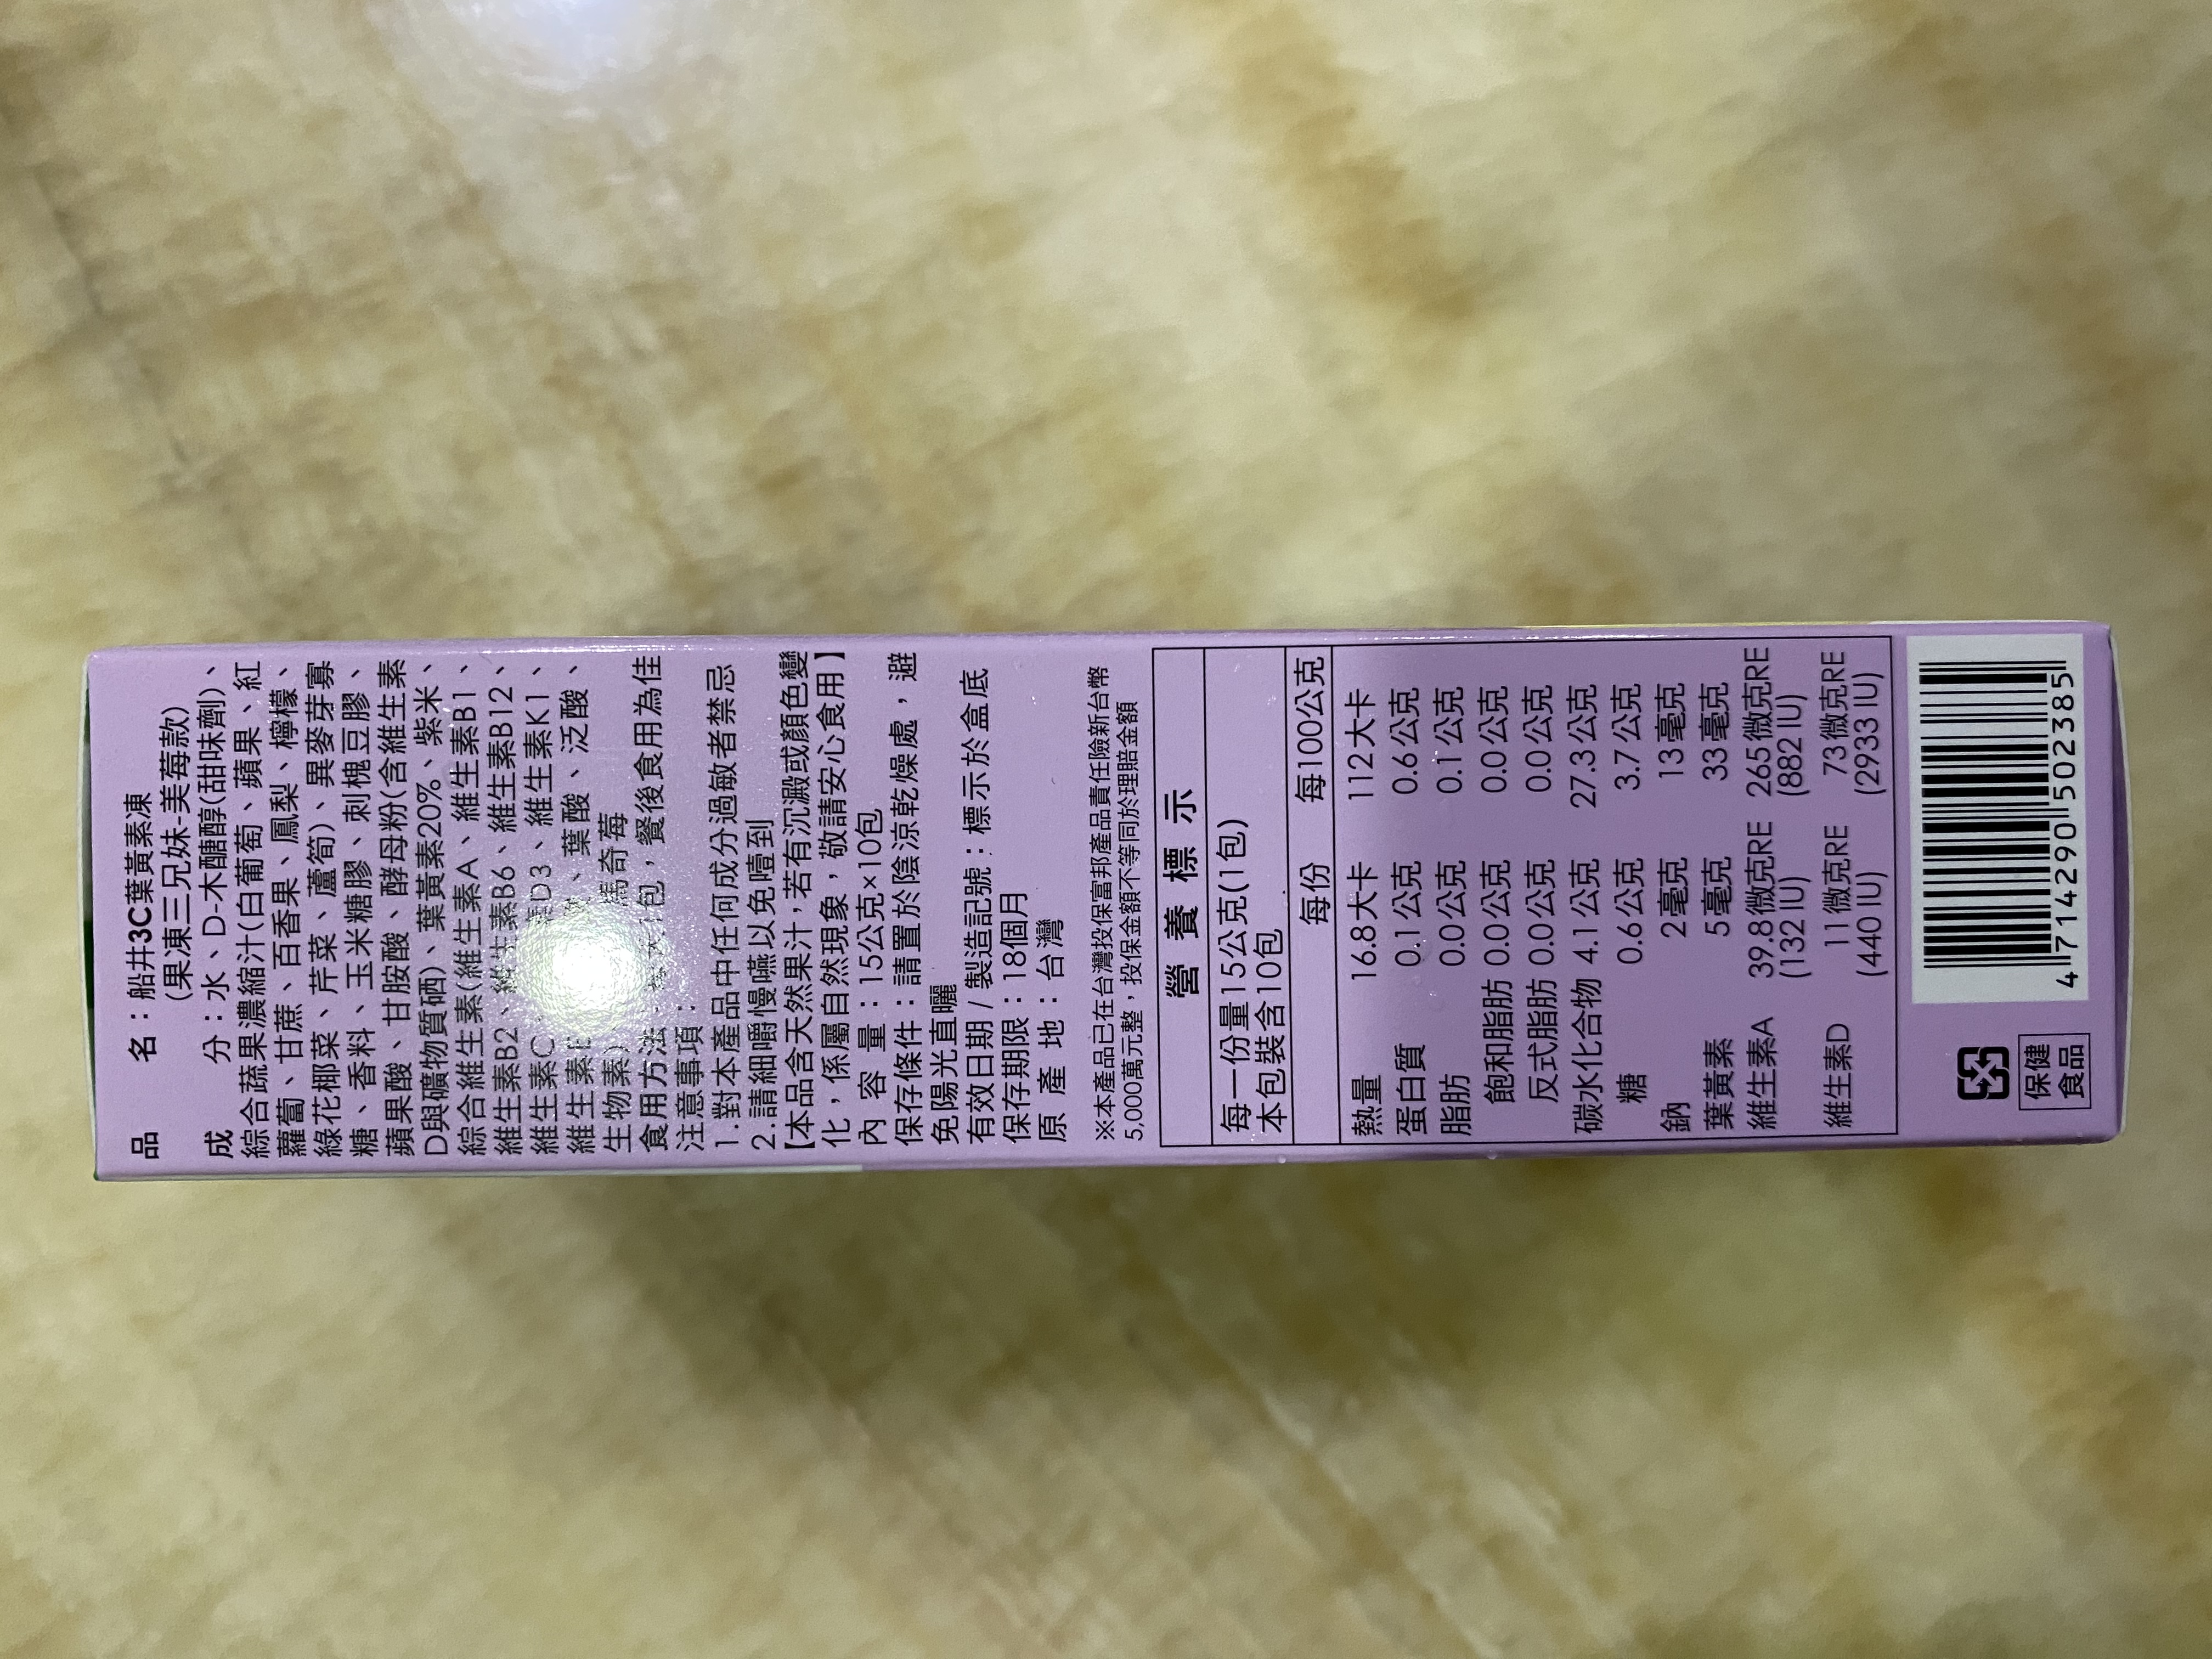 品名：船井3C葉黃素凍
(果凍三兄妹-美莓款)
成分：水、D-木醣醇(甜味劑)、
綜合蔬果濃縮汁(白葡萄、蘋果、紅
蘿蔔、甘蔗、百香果、鳳梨、檸檬、
綠花椰菜、芹菜、蘆筍)、異麥芽寡
糖、香料、玉米糖膠、刺槐豆膠、
蘋果酸、甘胺酸、酵母粉(含維生素
D與礦物質硒)、葉黃素20%、紫米、
綜合維生素(維生素A、維生素B1、
維生素B2、維生素B6、維生素B12、
維生素C、D3、維生素K1、
維生素、葉酸、泛酸、
生物素)、馬奇莓
食用方法：包，餐後食用為佳
注意事項：
1.對本產品中任何成分過敏者禁忌
2.請細嚼慢嚥以免噎到
【本品含天然果汁，若有沉澱或顏色變
化，係屬自然現象，敬請安心食用】
內容量：15公克×10包
保存條件：請置於陰涼乾燥處，避
免陽光直曬
有效日期 / 製造記號：標示於盒底
保存期限：18個月
原產地：台灣
※本產品已在台灣投保富邦產品責任險新台幣
5,000萬元整，投保金額不等同於理賠金額
營養標示
每一份量15公克(1包)
本包裝含10包
每份 每100公克
熱量 16.8大卡 112大卡
蛋白質 0.1公克 0.6公克
脂肪 0.0公克 0.1公克
飽和脂肪 0.0公克 0.0公克
反式脂肪 0.0公克 0.0公克
碳水化合物 4.1公克 27.3公克
糖 0.6公克 3.7公克
鈉 2毫克 13毫克
葉黃素 5毫克 33毫克
維生素A 39.8微克RE 265微克RE
(132 IU) (882 IU)
維生素D 11微克RE 73微克RE
(440 IU) (2933 IU)
保健
食品
4 714290 502385